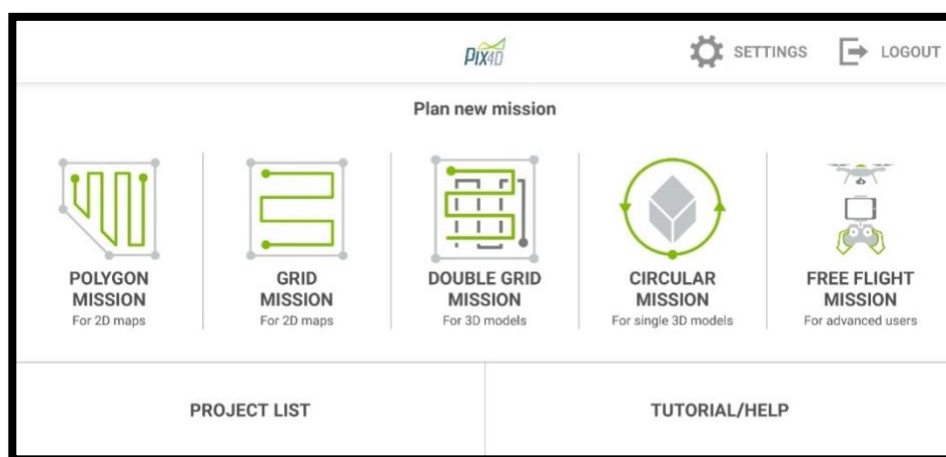 PIX4D
SETTINGS
LOGOUT
Plan new mission
POLYGON
MISSION
For 2D maps
GRID
MISSION
For 2D maps
DOUBLE GRID
MISSION
For 3D models
CIRCULAR
MISSION
For single 3D models
FREE FLIGHT
MISSION
For advanced users
PROJECT LIST
TUTORIAL/HELP